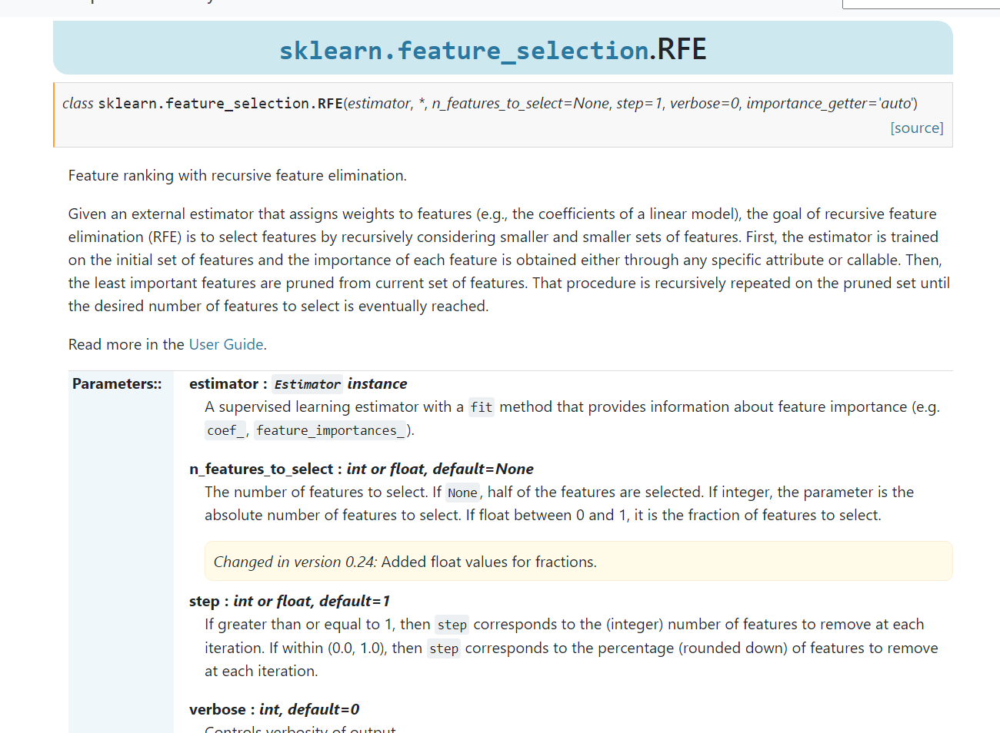 sklearn.feature_selection.RFE
class sklearn.feature_selection.RFE(estimator, *, n_features_to_select=None, step=1, verbose=0, importance_getter='auto')
[source]
Feature ranking with recursive feature elimination.
Given an external estimator that assigns weights to features (e.g., the coefficients of a linear model), the goal of recursive feature
elimination (RFE) is to select features by recursively considering smaller and smaller sets of features. First, the estimator is trained
on the initial set of features and the importance of each feature is obtained either through any specific attribute or callable. Then,
the least important features are pruned from current set of features. That procedure is recursively repeated on the pruned set until
the desired number of features to select is eventually reached.
Read more in the User Guide.
Parameters::
estimator : Estimator instance
A supervised learning estimator with a fit method that provides information about feature importance (e.g.
coef_, feature_importances_).
n_features_to_select : int or float, default=None
The number of features to select. If None, half of the features are selected. If integer, the parameter is the
absolute number of features to select. If float between 0 and 1, it is the fraction of features to select.
Changed in version 0.24: Added float values for fractions.
step : int or float, default=1
If greater than or equal to 1, then step corresponds to the (integer) number of features to remove at each
iteration. If within (0.0, 1.0), then step corresponds to the percentage (rounded down) of features to remove
at each iteration.
verbose : int, default=0
Controls verbosity of output.